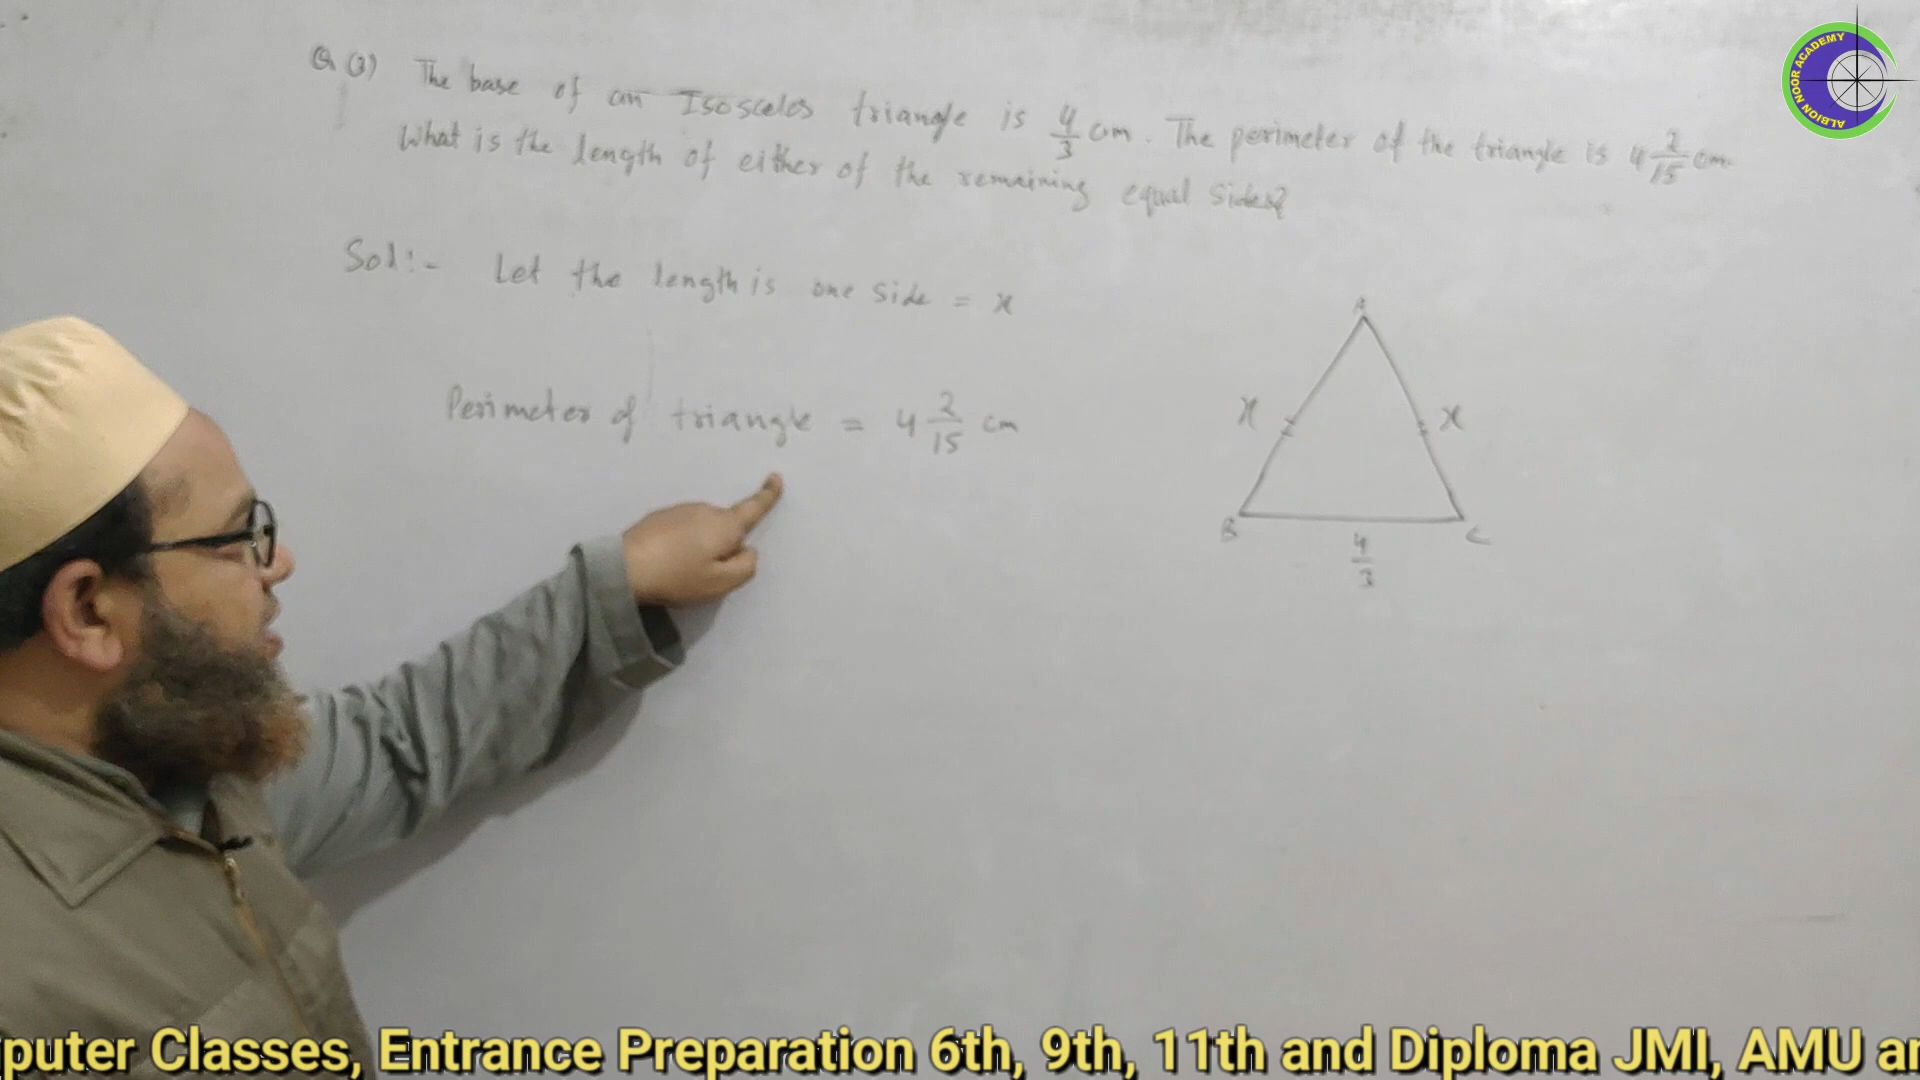 Q(3) The base of an Isosceles triangle is 4/3 cm. The perimeter of the triangle is 4 2/15 cm.
What is the length of either of the remaining equal sides?
Sol:- Let the length is one side = x
Perimeter of triangle = 4 2/15 cm
A
x x
B C
4/3
ALBION NOOR ACADEMY
puter Classes, Entrance Preparation 6th, 9th, 11th and Diploma JMI, AMU ar